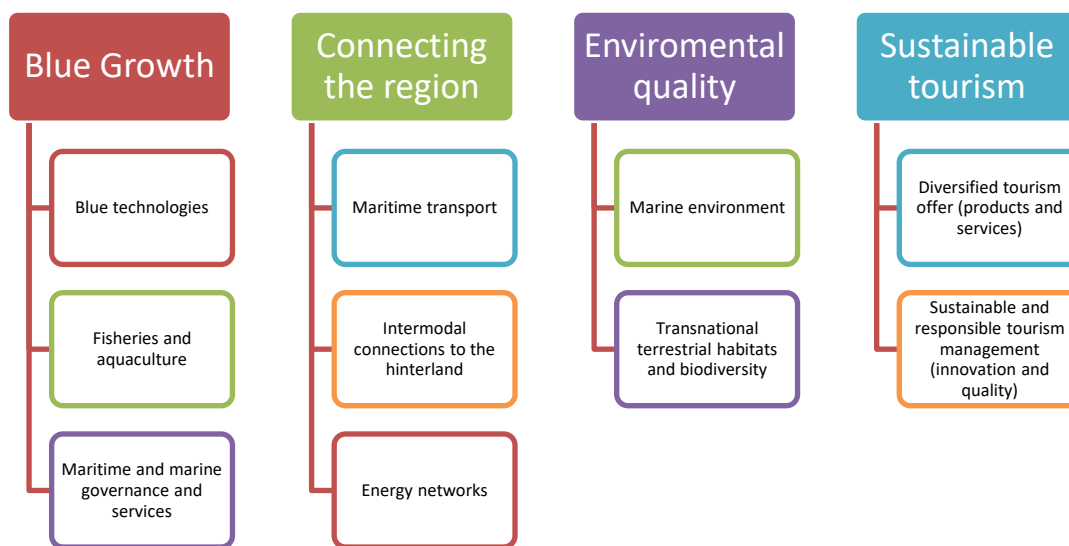 Blue Growth
Blue technologies
Fisheries and
aquaculture
Maritime and marine
governance and
services
Connecting
the region
Maritime transport
Intermodal
connections to the
hinterland
Energy networks
Enviromental
quality
Marine environment
Transnational
terrestrial habitats
and biodiversity
Sustainable
tourism
Diversified tourism
offer (products and
services)
Sustainable and
responsible tourism
management
(innovation and
quality)